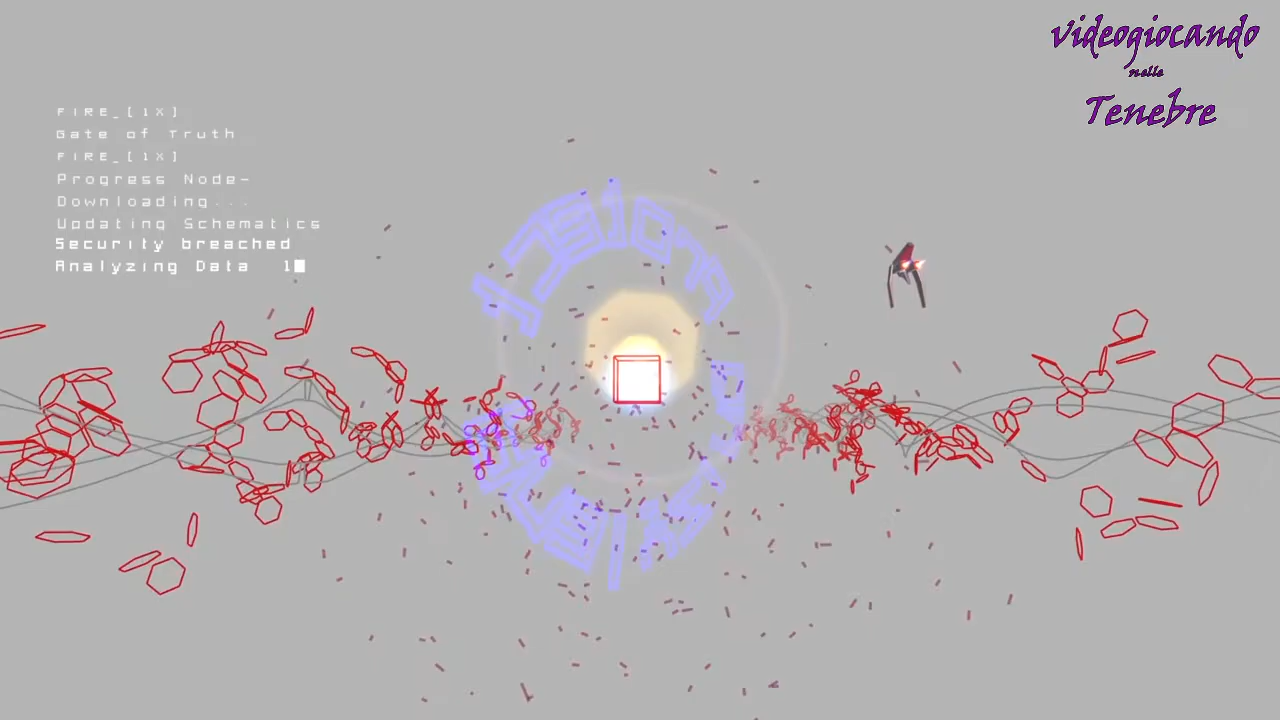 videogiocando
nelle
Tenebre
FIRE_[1X]
Gate of Truth
FIRE_[1X]
Progress Node-
Downloading...
Updating Schematics
Security breached
Analyzing Data 1